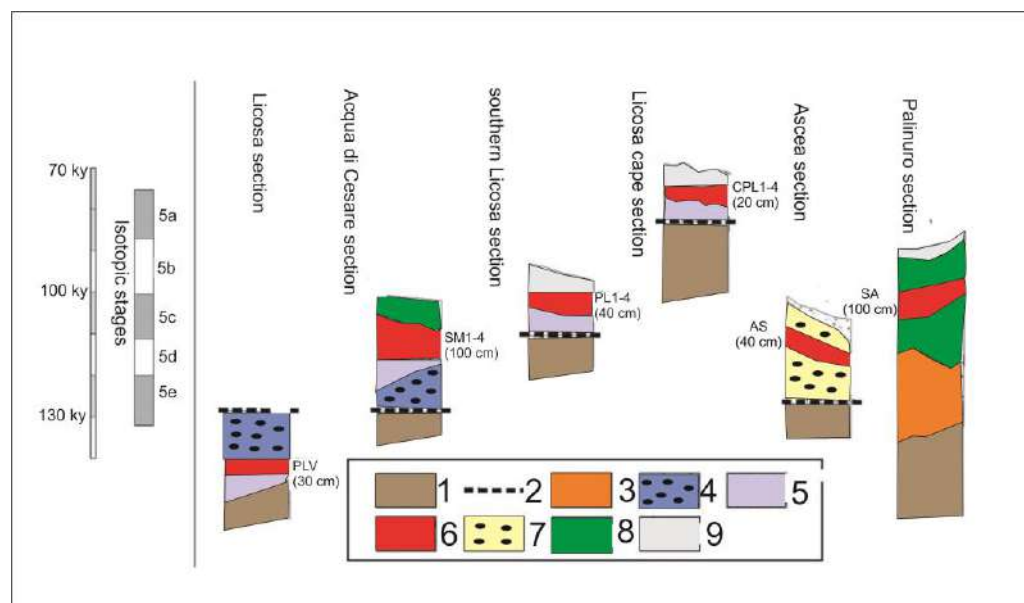 70 ky
100 ky
130 ky
Isotopic stages
5a
5b
5c
5d
5e
Licosa section
Acqua di Cesare section
southern Licosa section
Licosa cape section
Ascea section
Palinuro section
PLV
(30 cm)
SM1-4
(100 cm)
PL1-4
(40 cm)
CPL1-4
(20 cm)
AS
(40 cm)
SA
(100 cm)
1 2 3 4 5
6 7 8 9